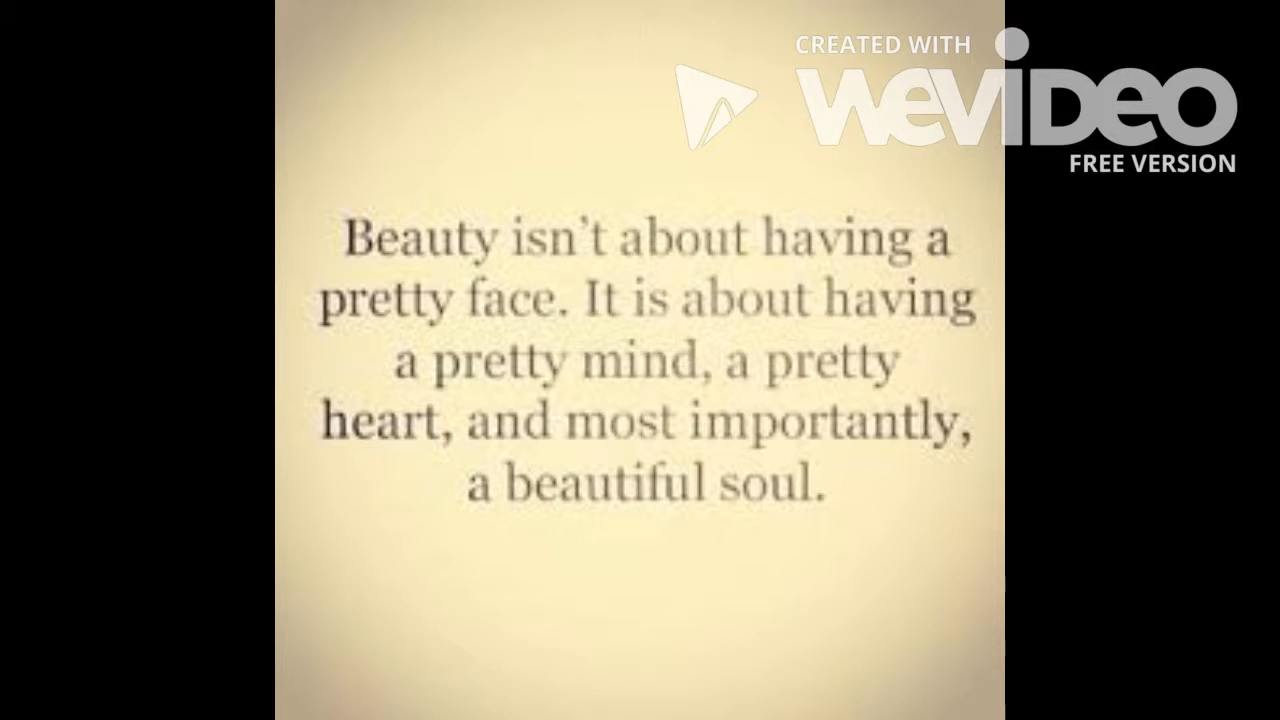 CREATED WITH
WEVIDEO
FREE VERSION
Beauty isn't about having a
pretty face. It is about having
a pretty mind, a pretty
heart, and most importantly,
a beautiful soul.